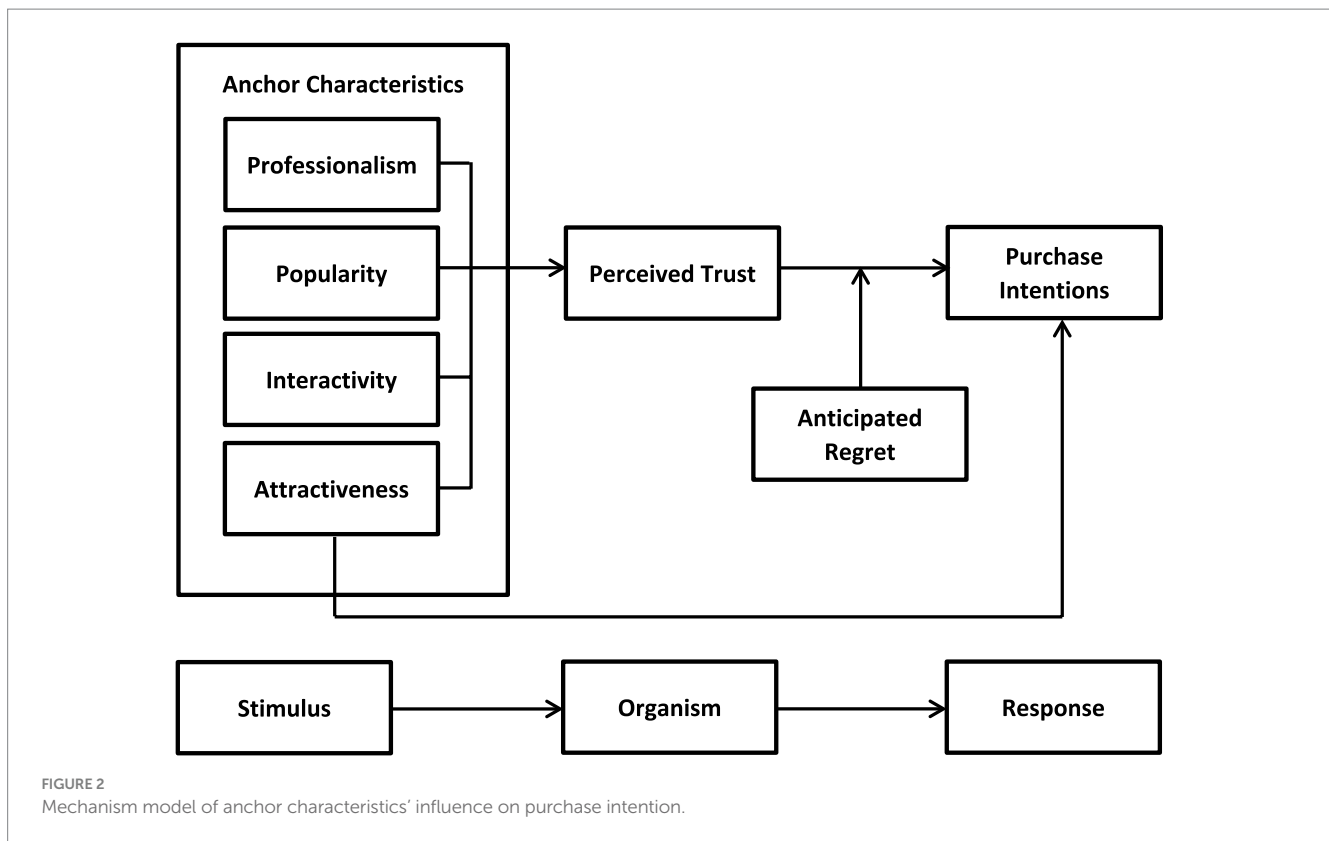 Anchor Characteristics
Professionalism
Popularity
Interactivity
Attractiveness
Perceived Trust
Purchase
Intentions
Anticipated
Regret
Stimulus
Organism
Response
FIGURE 2
Mechanism model of anchor characteristics’ influence on purchase intention.